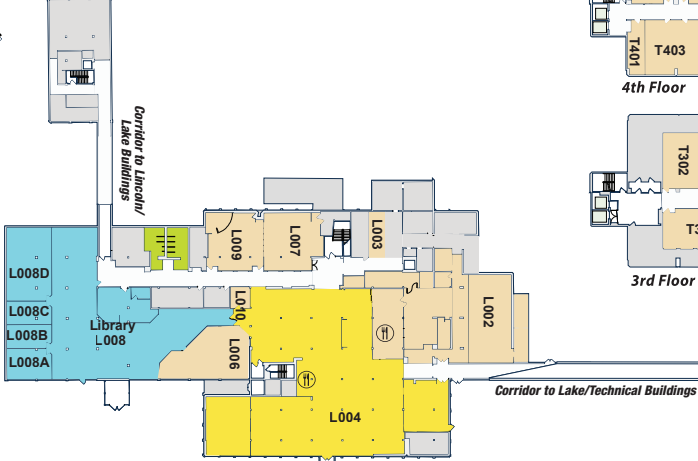 T401
T403
4th Floor
Corridor to Lincoln/
Lake Buildings
T302
3rd Floor
L009
L007
L003
L008D
L008C
L008B
L008A
Library
L008
L010
L006
L002
L004
Corridor to Lake/Technical Buildings